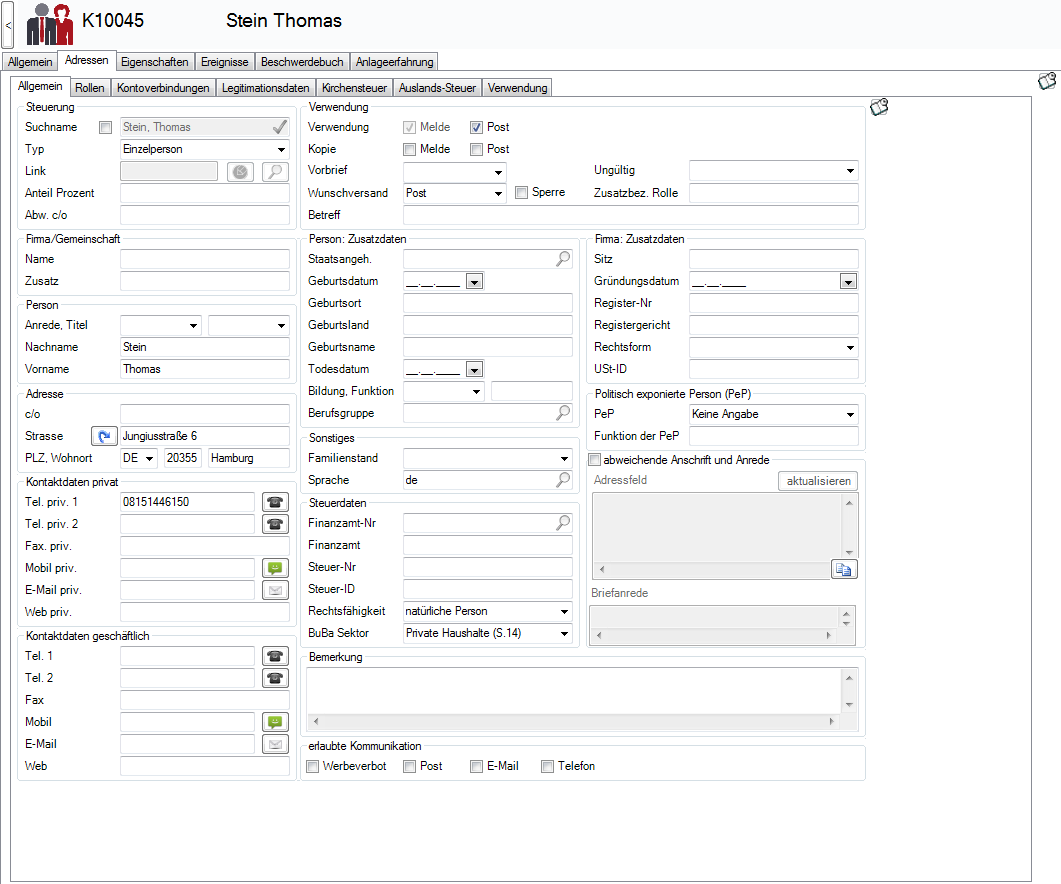 <
K10045 Stein Thomas
Allgemein Adressen Eigenschaften Ereignisse Beschwerdebuch Anlageerfahrung
Allgemein Rollen Kontoverbindungen Legitimationsdaten Kirchensteuer Auslands-Steuer Verwendung
Steuerung
Suchname Stein, Thomas
Typ Einzelperson
Link
Anteil Prozent
Abw. c/o
Verwendung
Verwendung Melde Post
Kopie Melde Post
Vorbrief Ungültig
Wunschversand Post Sperre Zusatzbez. Rolle
Betreff
Firma/Gemeinschaft
Name
Zusatz
Person
Anrede, Titel
Nachname Stein
Vorname Thomas
Adresse
c/o
Strasse Jungiusstraße 6
PLZ, Wohnort DE 20355 Hamburg
Kontaktdaten privat
Tel. priv. 1 08151446150
Tel. priv. 2
Fax. priv.
Mobil priv.
E-Mail priv.
Web priv.
Kontaktdaten geschäftlich
Tel. 1
Tel. 2
Fax
Mobil
E-Mail
Web
Person: Zusatzdaten
Staatsangeh.
Geburtsdatum __.__.____
Geburtsort
Geburtsland
Geburtsname
Todesdatum __.__.____
Bildung, Funktion
Berufsgruppe
Sonstiges
Familienstand
Sprache de
Steuerdaten
Finanzamt-Nr
Finanzamt
Steuer-Nr
Steuer-ID
Rechtsfähigkeit natürliche Person
BuBa Sektor Private Haushalte (S.14)
Firma: Zusatzdaten
Sitz
Gründungsdatum __.__.____
Register-Nr
Registergericht
Rechtsform
USt-ID
Politisch exponierte Person (PeP)
PeP Keine Angabe
Funktion der PeP
abweichende Anschrift und Anrede
Adressfeld aktualisieren
Briefanrede
Bemerkung
erlaubte Kommunikation
Werbeverbot Post E-Mail Telefon